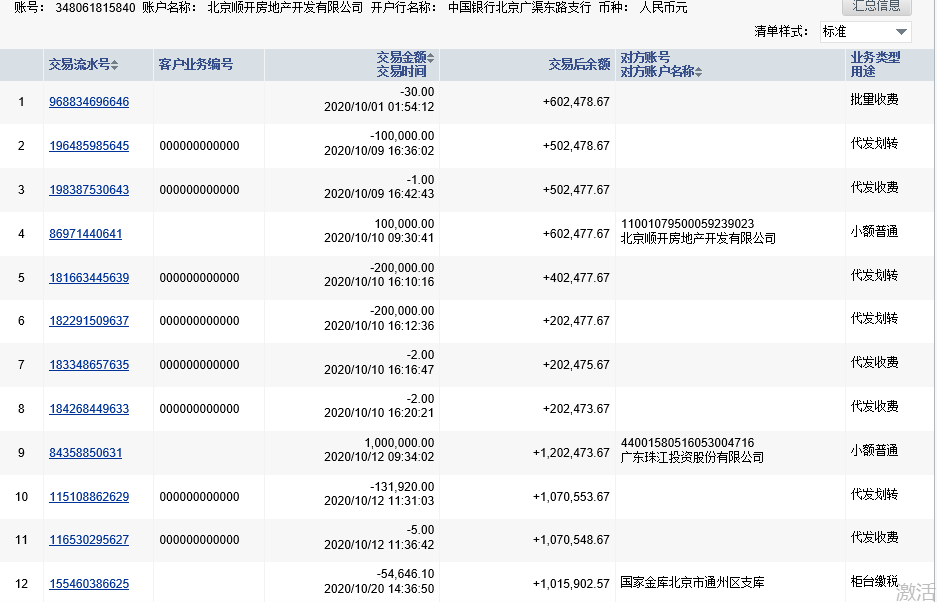 账号： 348061815840 账户名称： 北京顺开房地产开发有限公司 开户行名称： 中国银行北京广渠东路支行 币种： 人民币元
汇总信息
清单样式： 标准
交易流水号 客户业务编号 交易金额 交易后余额 对方账号 业务类型
交易时间 对方账户名称 用途
1 968834696646 -30.00 +602,478.67 批量收费
2020/10/01 01:54:12
2 196485985645 000000000000 -100,000.00 +502,478.67 代发划转
2020/10/09 16:36:02
3 198387530643 000000000000 -1.00 +502,477.67 代发收费
2020/10/09 16:42:43
4 86971440641 100,000.00 +602,477.67 11001079500059239023 小额普通
2020/10/10 09:30:41 北京顺开房地产开发有限公司
5 181663445639 000000000000 -200,000.00 +402,477.67 代发划转
2020/10/10 16:10:16
6 182291509637 000000000000 -200,000.00 +202,477.67 代发划转
2020/10/10 16:12:36
7 183348657635 000000000000 -2.00 +202,475.67 代发收费
2020/10/10 16:16:47
8 184268449633 000000000000 -2.00 +202,473.67 代发收费
2020/10/10 16:20:21
9 84358850631 1,000,000.00 +1,202,473.67 44001580516053004716 小额普通
2020/10/12 09:34:02 广东珠江投资股份有限公司
10 115108862629 000000000000 -131,920.00 +1,070,553.67 代发划转
2020/10/12 11:31:03
11 116530295627 000000000000 -5.00 +1,070,548.67 代发收费
2020/10/12 11:36:42
12 155460386625 -54,646.10 +1,015,902.57 国家金库北京市通州区支库 柜台缴税
2020/10/20 14:36:50
激活